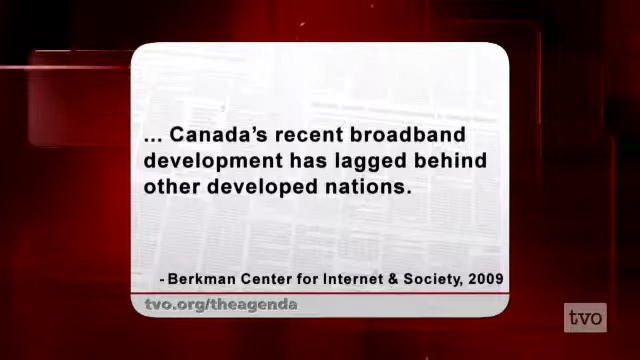 ... Canada's recent broadband
development has lagged behind
other developed nations.
- Berkman Center for Internet & Society, 2009
tvo.org/theagenda
tvo